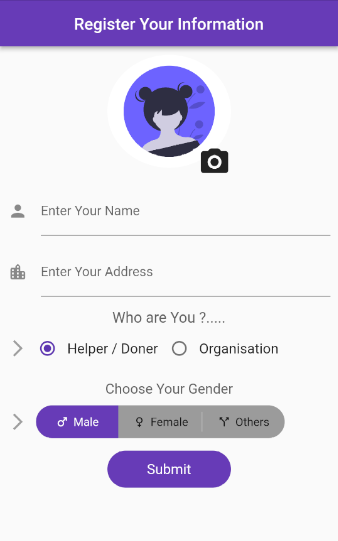 Register Your Information
Enter Your Name
Enter Your Address
Who are You ?.....
Helper / Doner Organisation
Choose Your Gender
Male Female Others
Submit